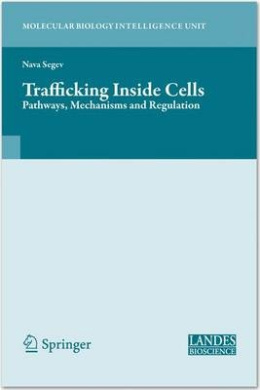 MOLECULAR BIOLOGY INTELLIGENCE UNIT
Nava Segev
Trafficking Inside Cells
Pathways, Mechanisms and Regulation
Springer
LANDES
BIOSCIENCE